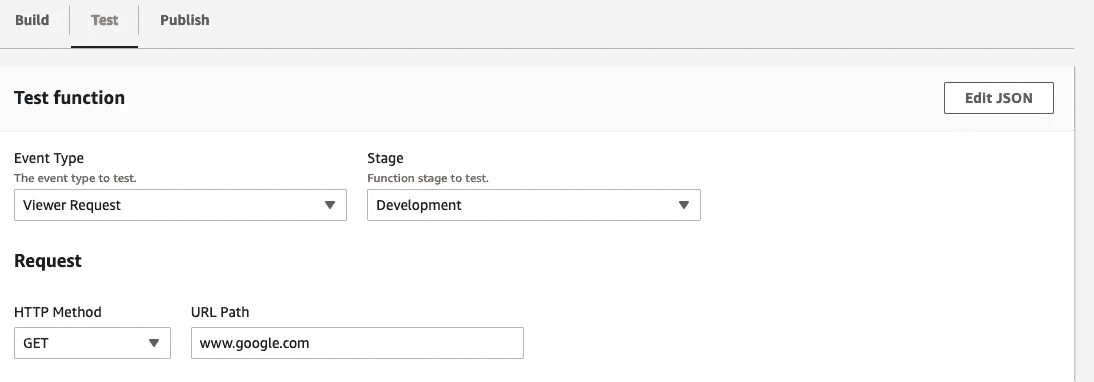 Build Test Publish
Test function Edit JSON
Event Type Stage
The event type to test. Function stage to test.
Viewer Request Development
Request
HTTP Method URL Path
GET www.google.com